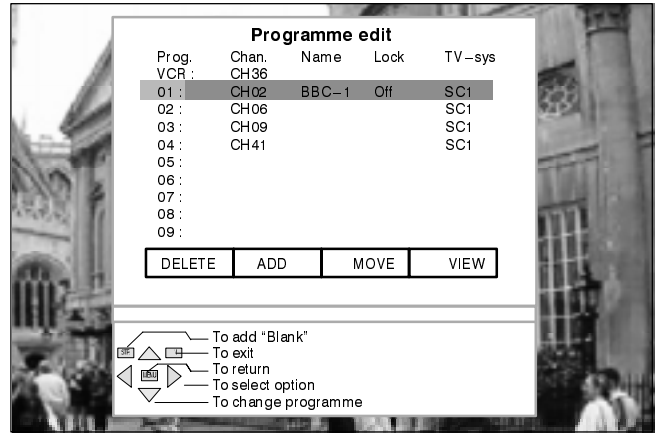 Programme edit
Prog. Chan. Name Lock TV-sys
VCR : CH36
01 : CH02 BBC-1 Off SC1
02 : CH06 SC1
03 : CH09 SC1
04 : CH41 SC1
05 :
06 :
07 :
08 :
09 :
DELETE ADD MOVE VIEW
To add “Blank”
To exit
To return
To select option
To change programme
STR
MENU